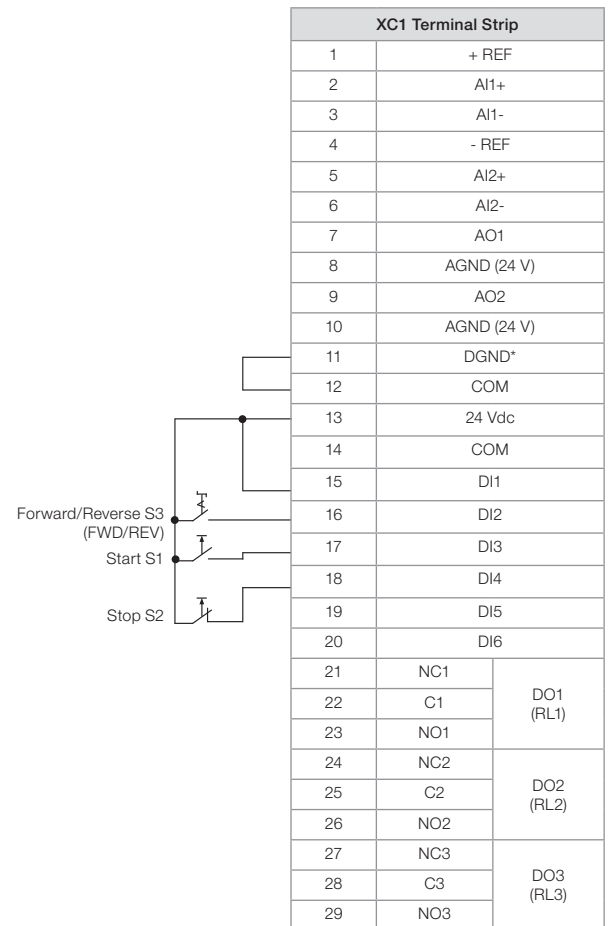 XC1 Terminal Strip
1 + REF
2 AI1+
3 AI1-
4 - REF
5 AI2+
6 AI2-
7 AO1
8 AGND (24 V)
9 AO2
10 AGND (24 V)
11 DGND*
12 COM
13 24 Vdc
14 COM
15 DI1
Forward/Reverse S3
(FWD/REV)
16 DI2
Start S1
17 DI3
18 DI4
Stop S2
19 DI5
20 DI6
21 NC1
22 C1
23 NO1
DO1
(RL1)
24 NC2
25 C2
26 NO2
DO2
(RL2)
27 NC3
28 C3
29 NO3
DO3
(RL3)